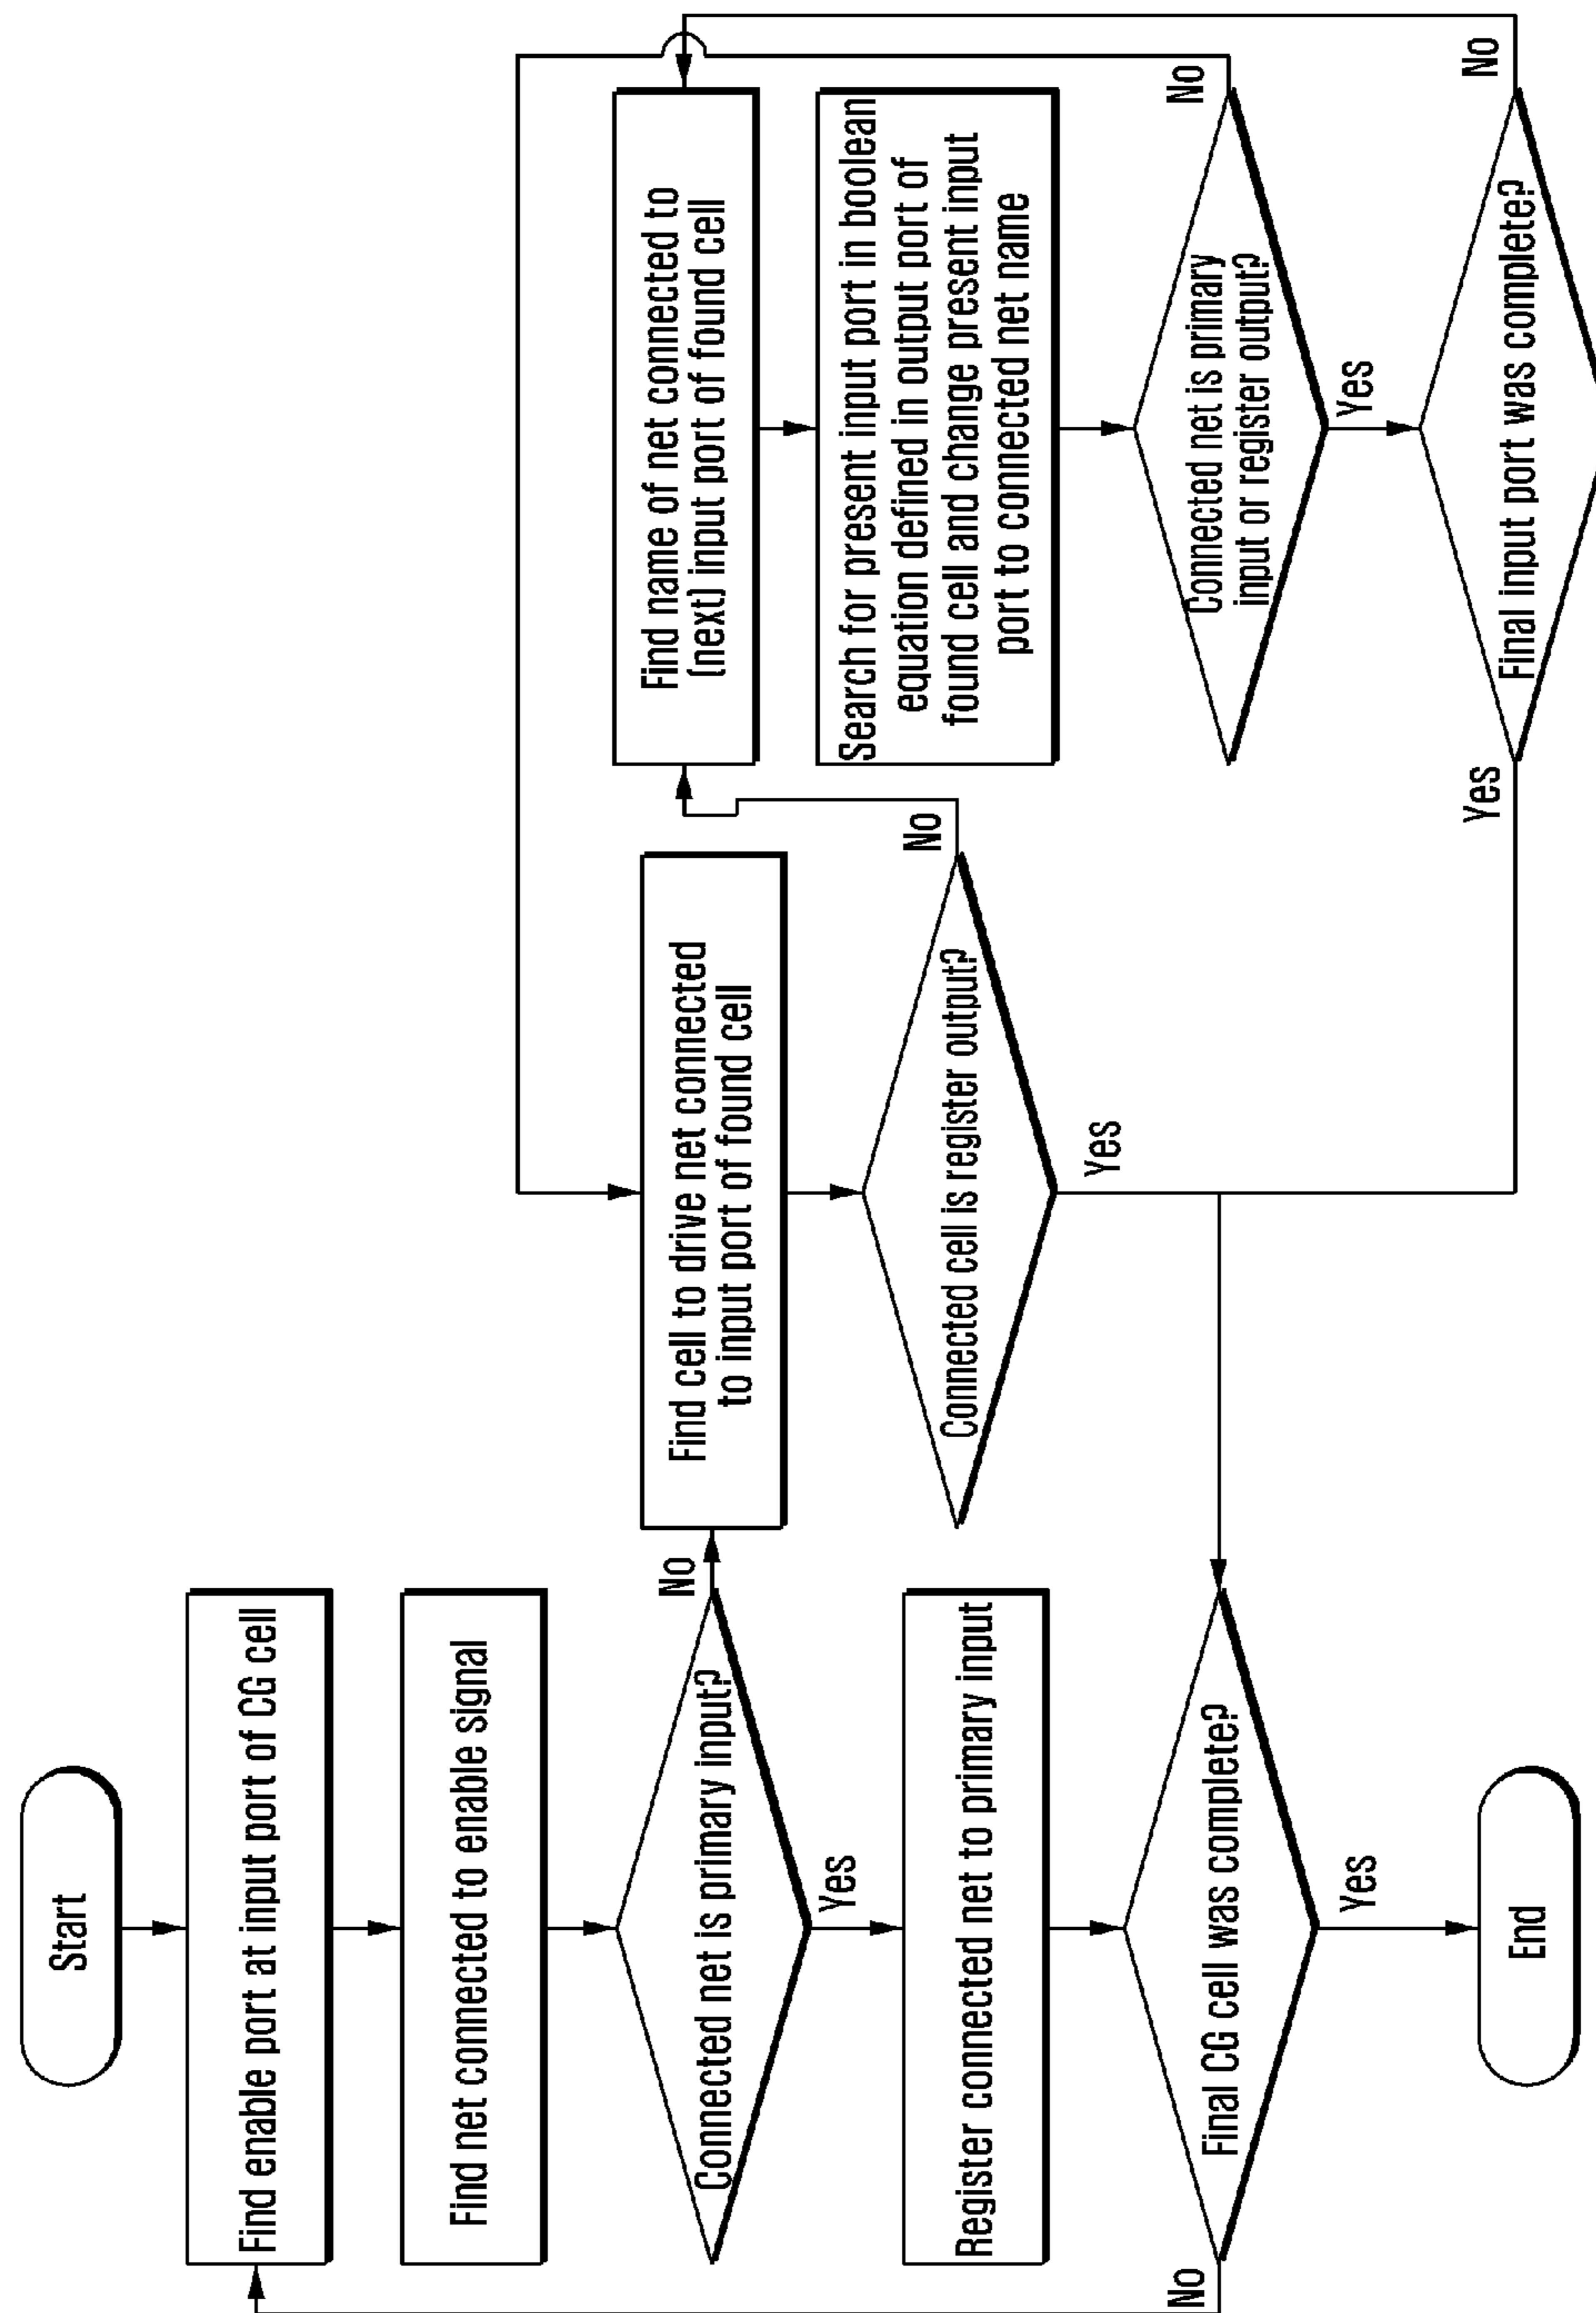 Start
Find enable port at input port of CG cell
Find net connected to enable signal
Connected net is primary input?
No
Yes
Register connected net to primary input
Final CG cell was complete?
No
Yes
End
Find cell to drive net connected
to input port of found cell
Connected cell is register output?
No
Yes
Find name of net connected to
(next) input port of found cell
Search for present input port in boolean
equation defined in output port of
found cell and change present input
port to connected net name
Connected net is primary
input or register output?
No
Yes
Final input port was complete?
No
Yes